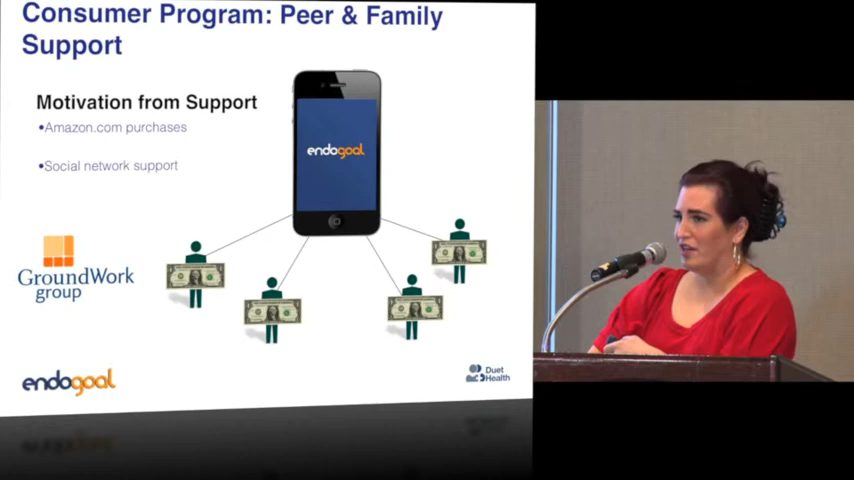 Consumer Program: Peer & Family
Support
Motivation from Support
•Amazon.com purchases
•Social network support
endogoal
GroundWork
group
endogoal
Duet
Health